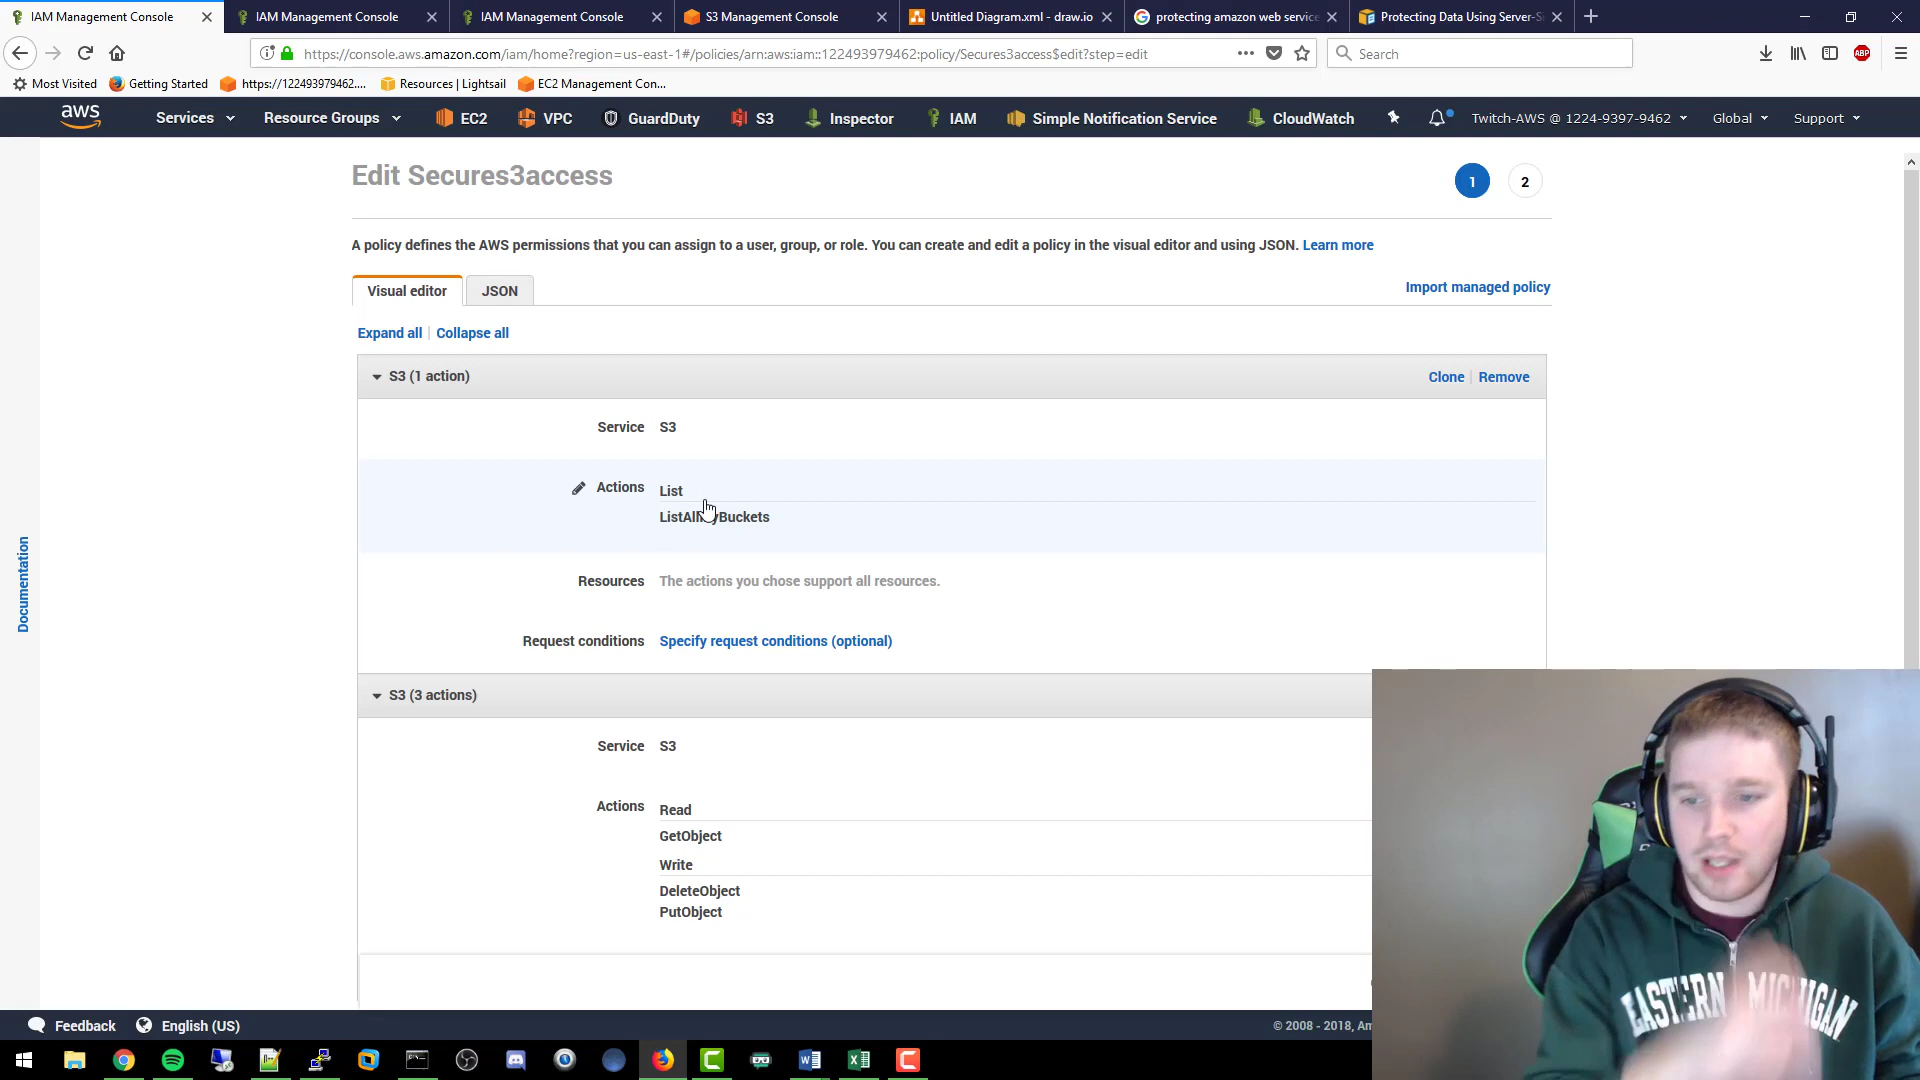 IAM Management Console
IAM Management Console
IAM Management Console
S3 Management Console
Untitled Diagram.xml - draw.io
protecting amazon web service
Protecting Data Using Server-S
https://console.aws.amazon.com/iam/home?region=us-east-1#/policies/arn:aws:iam::122493979462:policy/Secures3access$edit?step=edit
Search
ABP
Most Visited
Getting Started
https://122493979462....
Resources | Lightsail
EC2 Management Con...
aws
Services
Resource Groups
EC2
VPC
GuardDuty
S3
Inspector
IAM
Simple Notification Service
CloudWatch
Twitch-AWS @ 1224-9397-9462
Global
Support
Edit Secures3access
1
2
A policy defines the AWS permissions that you can assign to a user, group, or role. You can create and edit a policy in the visual editor and using JSON. Learn more
Visual editor
JSON
Import managed policy
Expand all | Collapse all
S3 (1 action)
Clone | Remove
Service S3
Actions List
ListAllMyBuckets
Resources The actions you chose support all resources.
Request conditions Specify request conditions (optional)
S3 (3 actions)
Service S3
Actions Read
GetObject
Write
DeleteObject
PutObject
Documentation
Feedback
English (US)
© 2008 - 2018, Am
EASTERN MICHIGAN